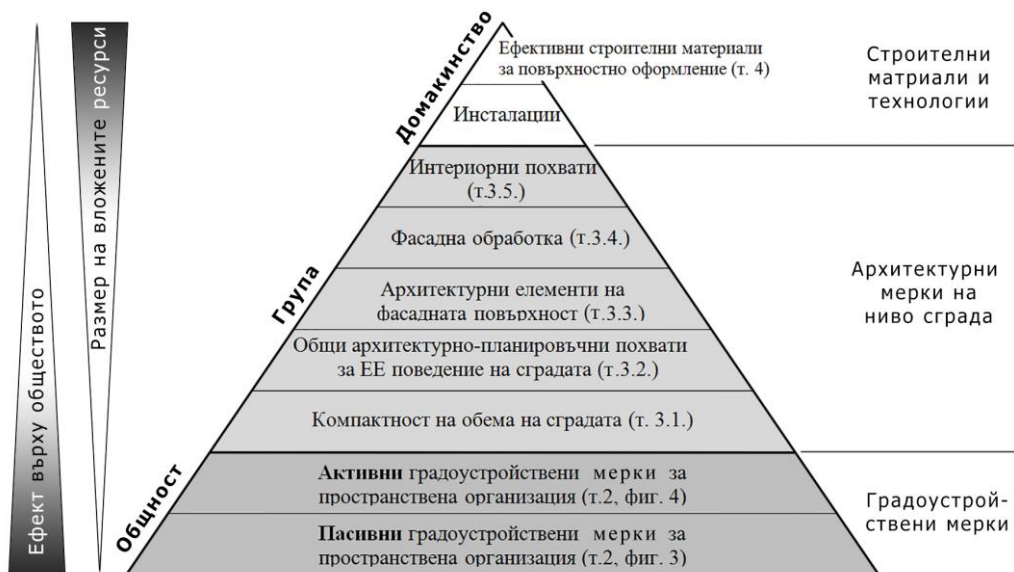 Ефект върху обществото
Размер на вложените ресурси
Домакинство
Група
Общност
Ефективни строителни материали
за повърхностно оформление (т. 4)
Инсталации
Интериорни похвати
(т.3.5.)
Фасадна обработка (т.3.4.)
Архитектурни елементи на
фасадната повърхност (т.3.3.)
Общи архитектурно-планировъчни похвати
за ЕЕ поведение на сградата (т.3.2.)
Компактност на обема на сградата (т. 3.1.)
Активни градоустройствени мерки за
пространствена организация (т.2, фиг. 4)
Пасивни градоустройствени мерки за
пространствена организация (т.2, фиг. 3)
Строителни
матриали и
технологии
Архитектурни
мерки на
ниво сграда
Градоустрой-
ствени мерки